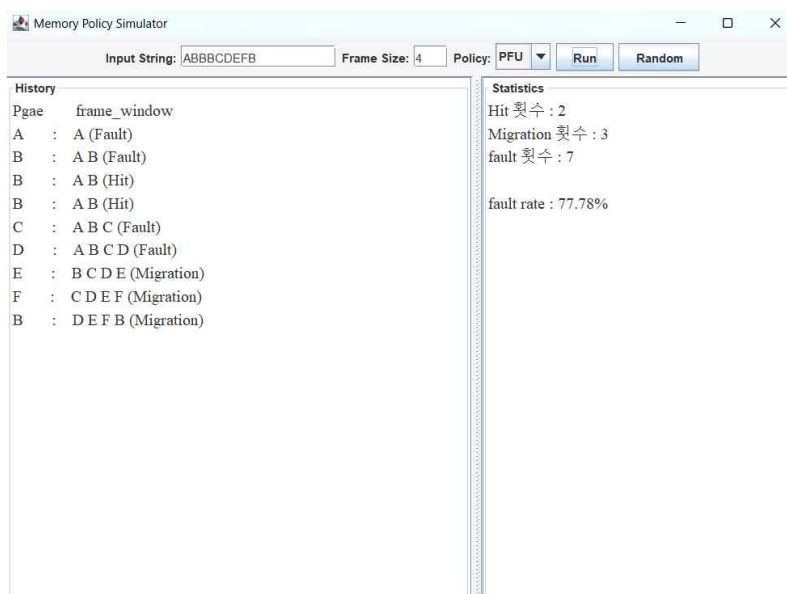 Memory Policy Simulator
Input String: ABBBCDEFB Frame Size: 4 Policy: PFU Run Random
History
Pgae frame_window
A : A (Fault)
B : A B (Fault)
B : A B (Hit)
B : A B (Hit)
C : A B C (Fault)
D : A B C D (Fault)
E : B C D E (Migration)
F : C D E F (Migration)
B : D E F B (Migration)
Statistics
Hit 횟수 : 2
Migration 횟수 : 3
fault 횟수 : 7
fault rate : 77.78%